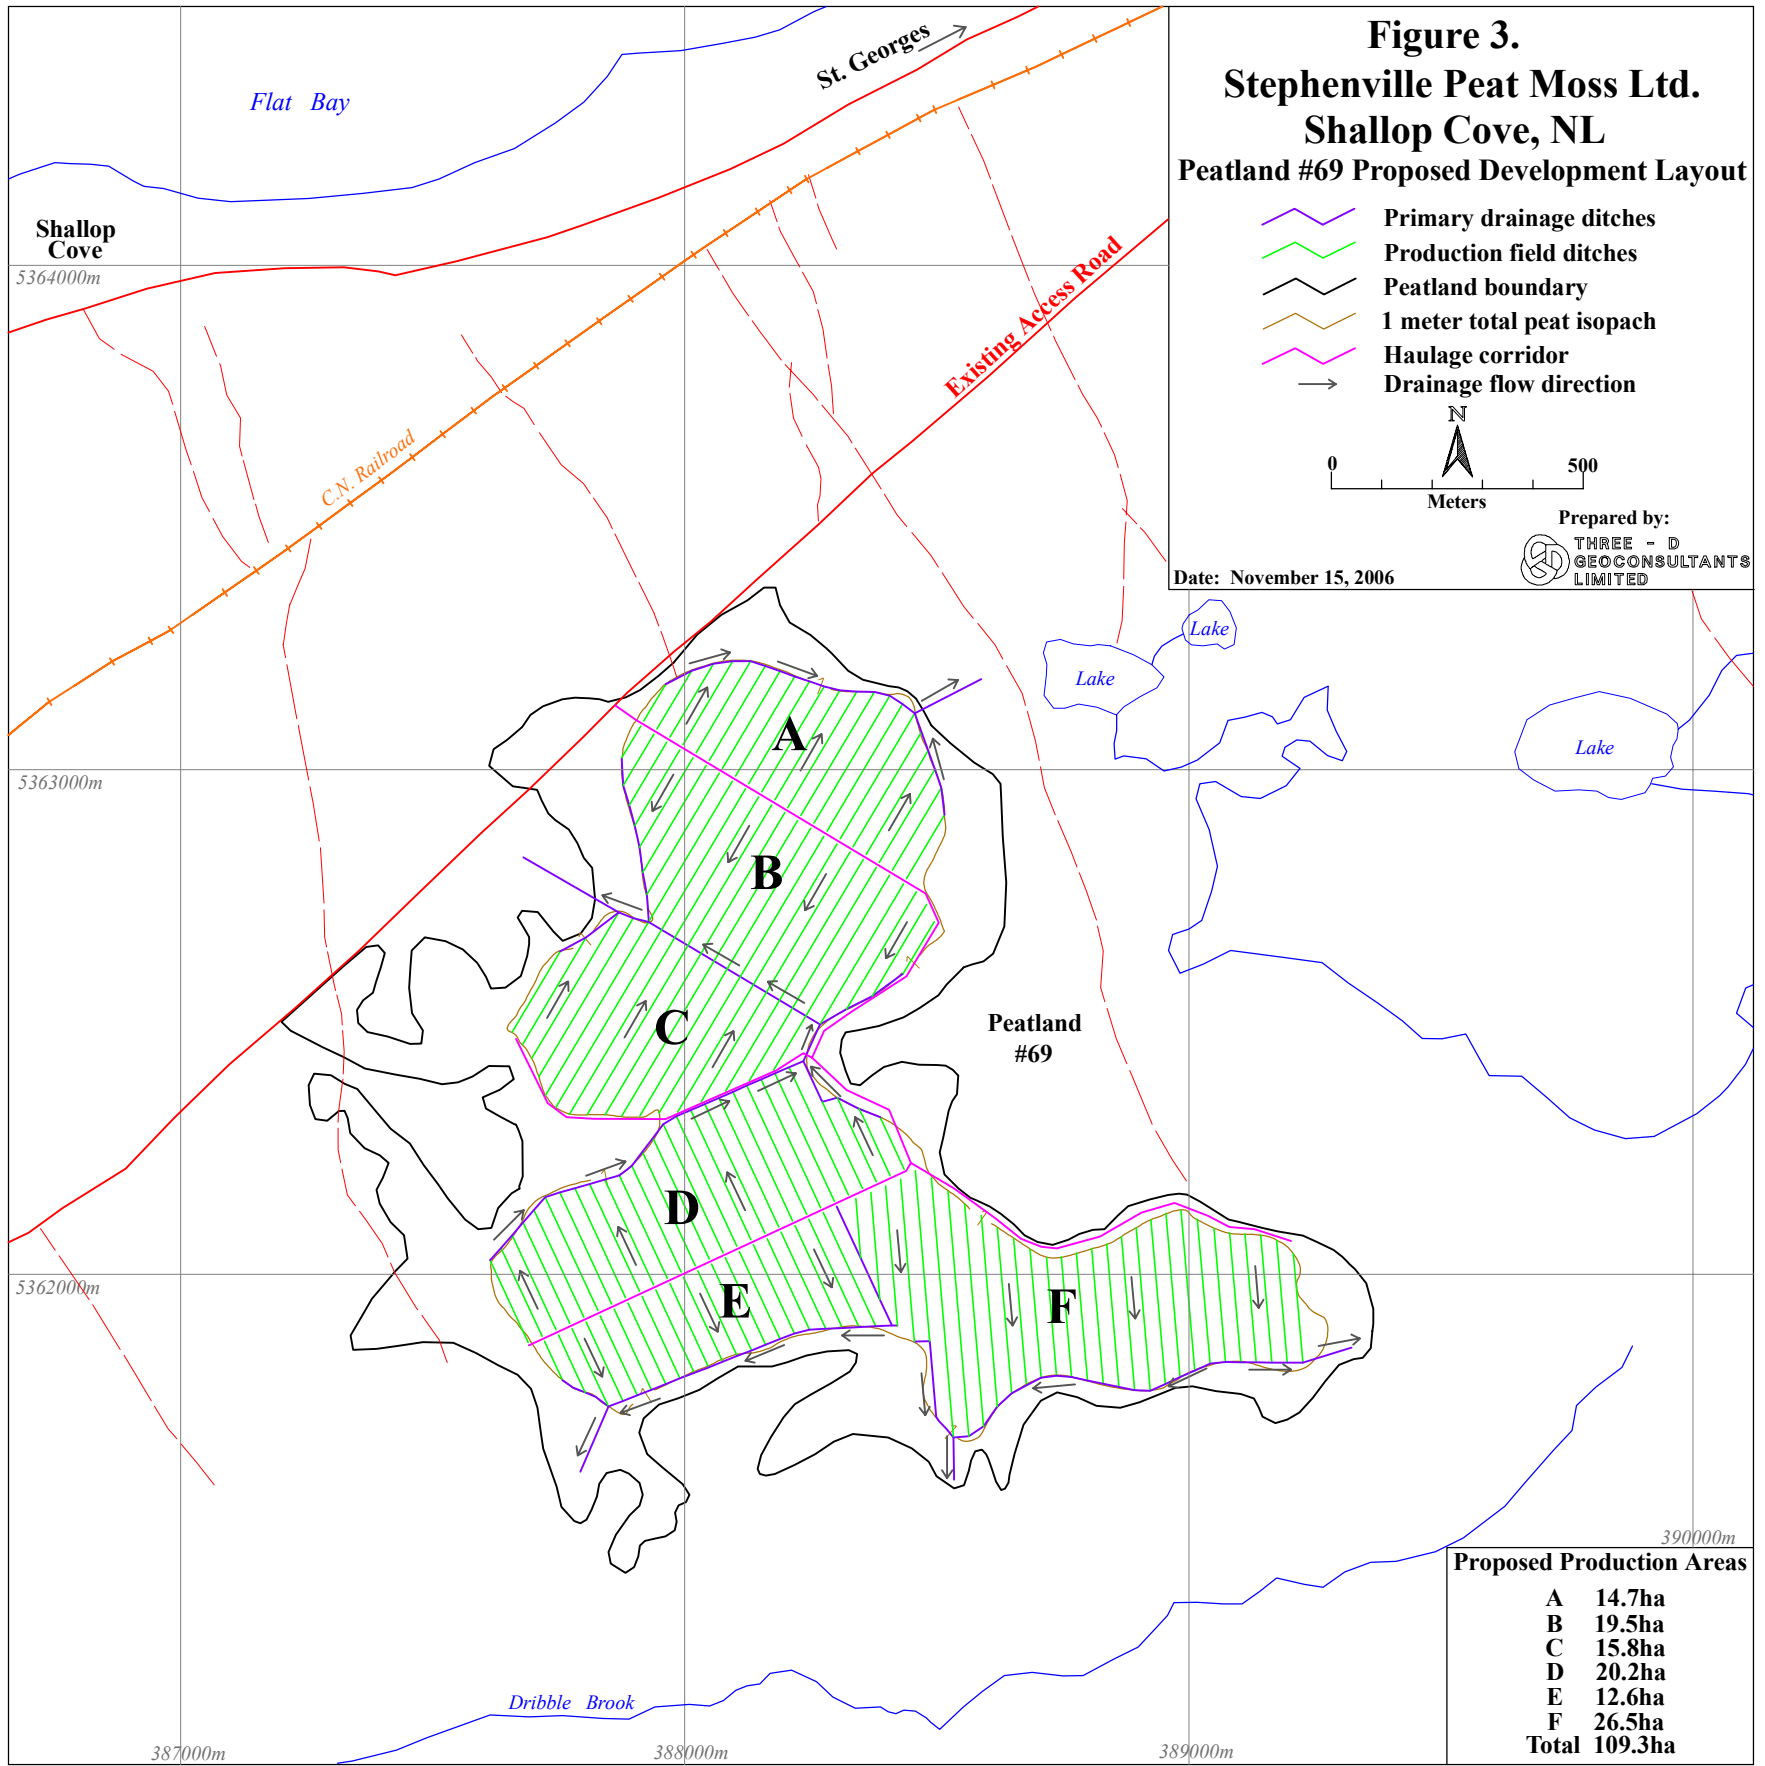 Figure 3.
Stephenville Peat Moss Ltd.
Shallop Cove, NL
Peatland #69 Proposed Development Layout
Primary drainage ditches
Production field ditches
Peatland boundary
1 meter total peat isopach
Haulage corridor
Drainage flow direction
N
0 500
Meters
Prepared by:
THREE - D
GEOCONSULTANTS
LIMITED
Date: November 15, 2006
St. Georges
Flat Bay
Shallop
Cove
5364000m
Existing Access Road
C.N. Railroad
Lake
Lake
Lake
A
5363000m
B
C
Peatland
#69
D
5362000m
E
F
390000m
Proposed Production Areas
A 14.7ha
B 19.5ha
C 15.8ha
D 20.2ha
E 12.6ha
F 26.5ha
Total 109.3ha
Dribble Brook
387000m
388000m
389000m